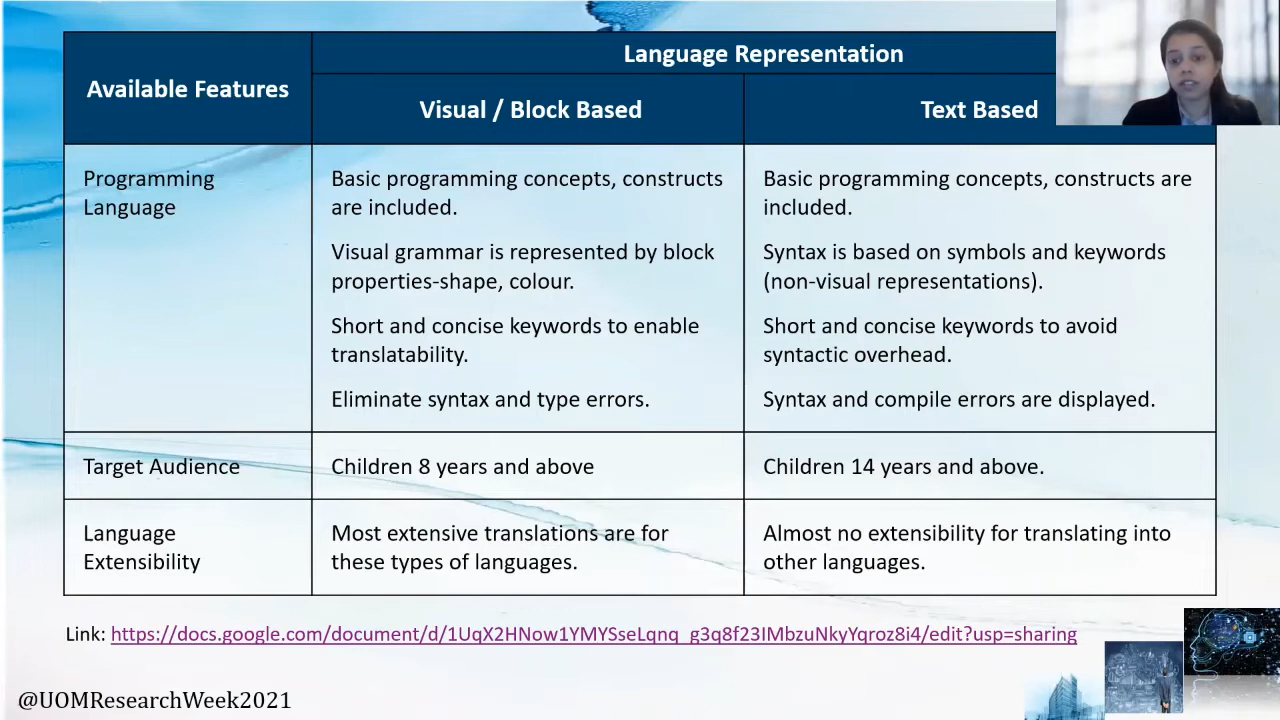 Available Features
Language Representation
Visual / Block Based
Text Based
Programming
Language
Basic programming concepts, constructs
are included.
Visual grammar is represented by block
properties-shape, colour.
Short and concise keywords to enable
translatability.
Eliminate syntax and type errors.
Basic programming concepts, constructs are
included.
Syntax is based on symbols and keywords
(non-visual representations).
Short and concise keywords to avoid
syntactic overhead.
Syntax and compile errors are displayed.
Target Audience
Children 8 years and above
Children 14 years and above.
Language
Extensibility
Most extensive translations are for
these types of languages.
Almost no extensibility for translating into
other languages.
Link: https://docs.google.com/document/d/1UqX2HNow1YMYSseLqnq_g3q8f23IMbzuNkyYqroz8i4/edit?usp=sharing
@UOMResearchWeek2021